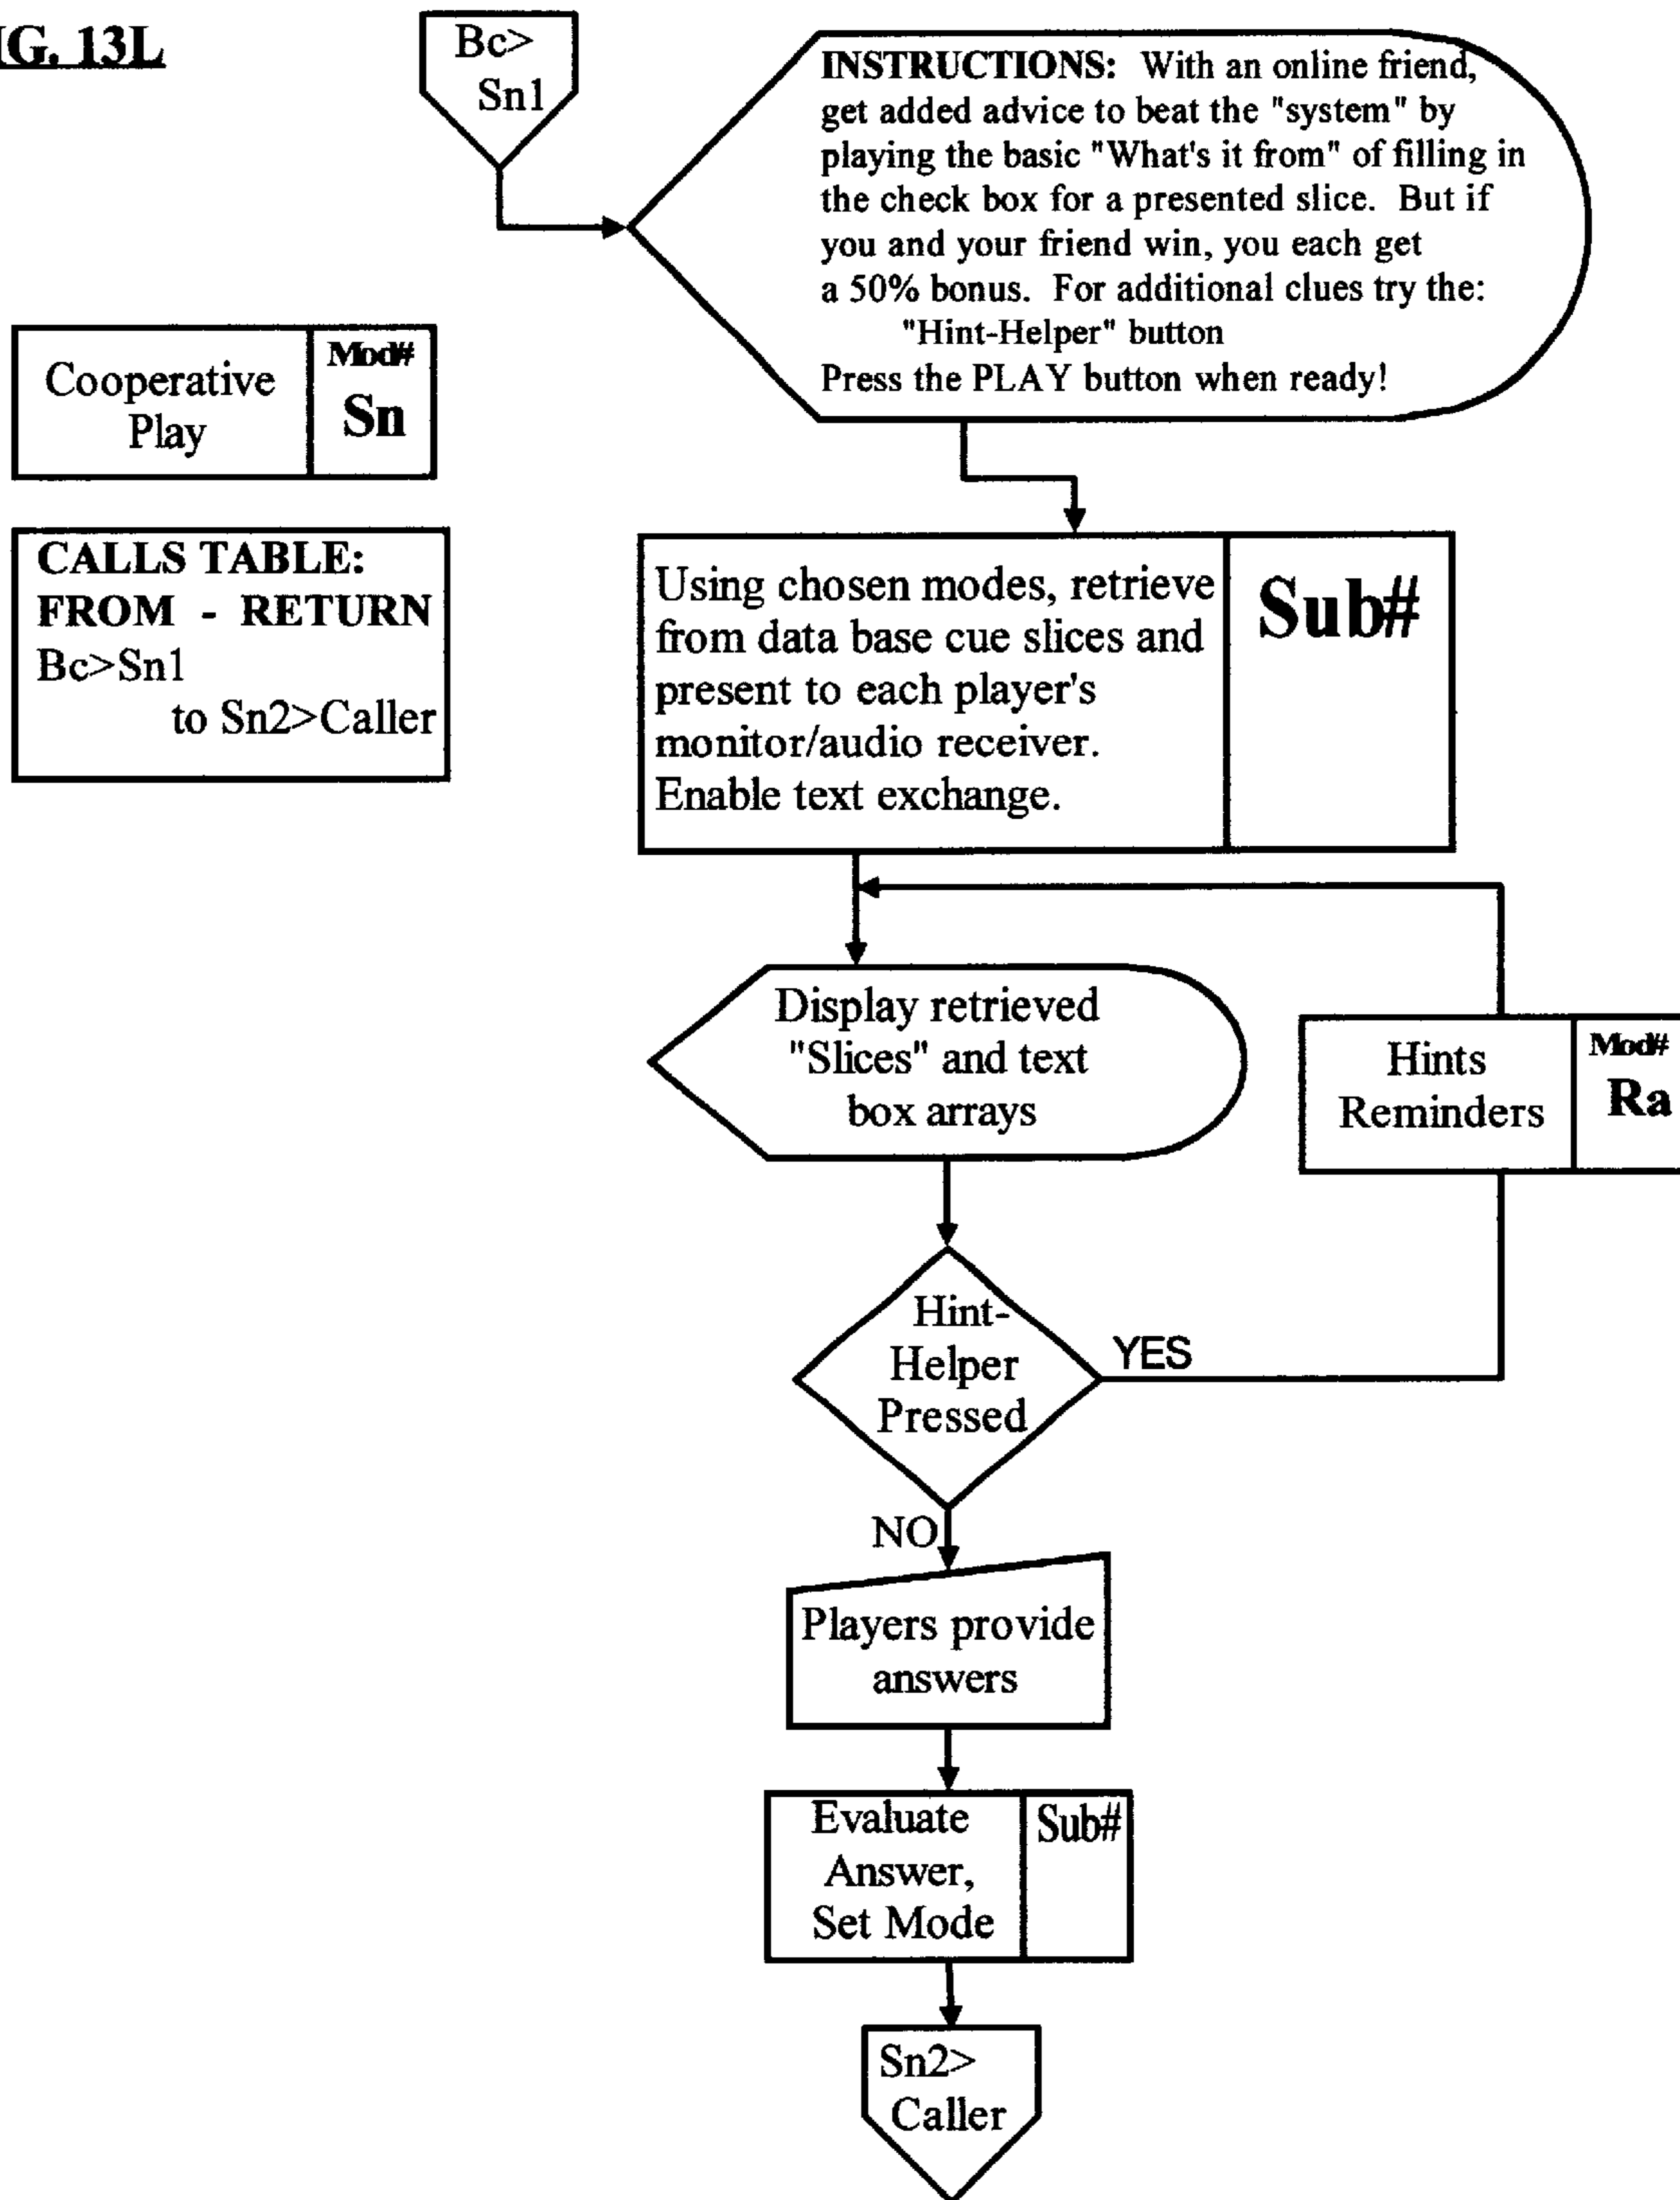 IG. 13L
Bc>
Sn1
INSTRUCTIONS: With an online friend,
get added advice to beat the "system" by
playing the basic "What's it from" of filling in
the check box for a presented slice. But if
you and your friend win, you each get
a 50% bonus. For additional clues try the:
"Hint-Helper" button
Press the PLAY button when ready!
Cooperative
Play
Mod#
Sn
CALLS TABLE:
FROM - RETURN
Bc>Sn1
to Sn2>Caller
Using chosen modes, retrieve
from data base cue slices and
present to each player's
monitor/audio receiver.
Enable text exchange.
Sub#
Display retrieved
"Slices" and text
box arrays
Hints
Reminders
Mod#
Ra
Hint-
Helper
Pressed
YES
NO
Players provide
answers
Evaluate
Answer,
Set Mode
Sub#
Sn2>
Caller